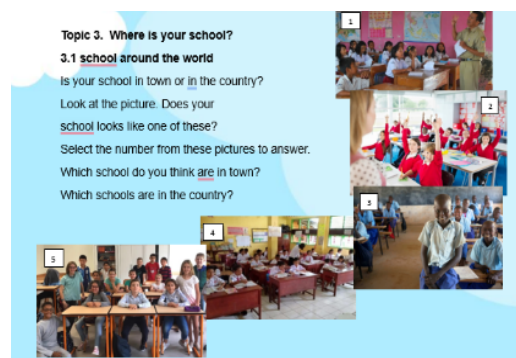 Topic 3. Where is your school?
3.1 school around the world
Is your school in town or in the country?
Look at the picture. Does your
school looks like one of these?
Select the number from these pictures to answer.
Which school do you think are in town?
Which schools are in the country?
1
2
3
4
5